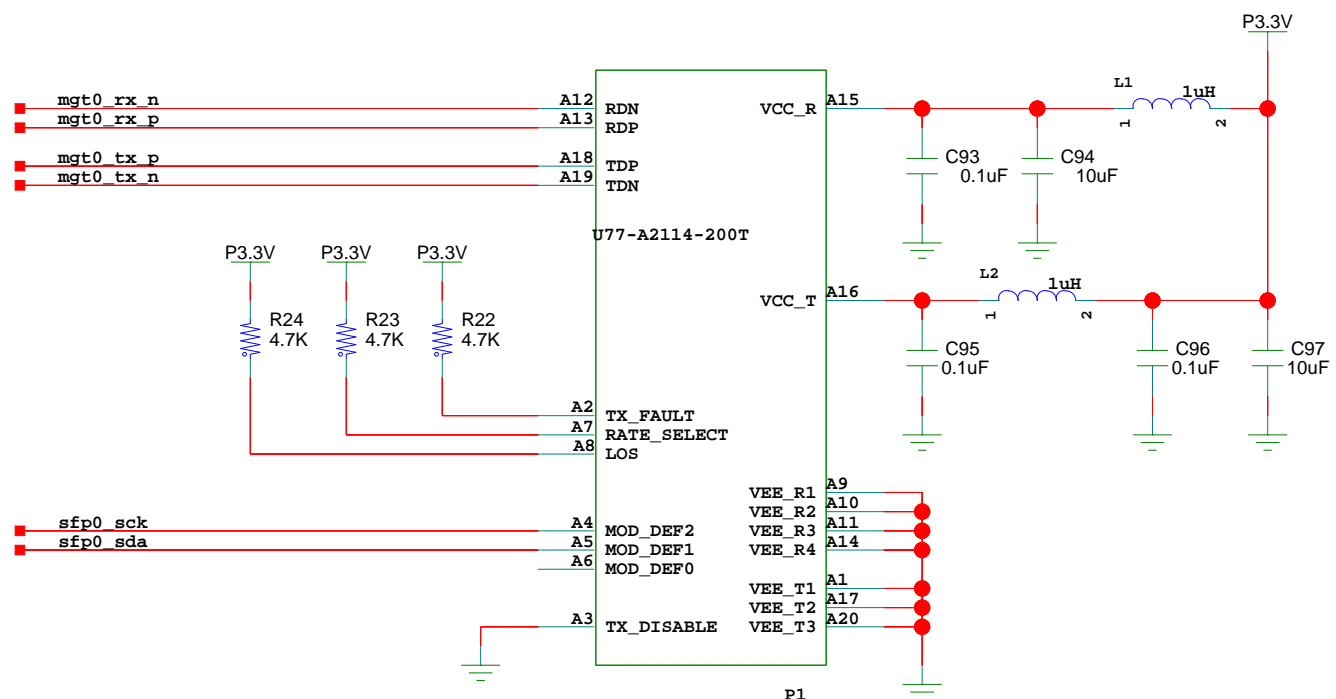 P3.3V
mgt0_rx_n A12 RDN VCC_R A15 L1 1uH
mgt0_rx_p A13 RDP 1 2
mgt0_tx_p A18 TDP C93 C94
mgt0_tx_n A19 TDN 0.1uF 10uF
U77-A2114-200T
P3.3V P3.3V P3.3V
VCC_T A16 L2 1uH
1 2
R24 R23 R22
4.7K 4.7K 4.7K
C95 C96 C97
0.1uF 0.1uF 10uF
A2 TX_FAULT
A7 RATE_SELECT
A8 LOS
VEE_R1 A9
VEE_R2 A10
sfp0_sck A4 MOD_DEF2 VEE_R3 A11
sfp0_sda A5 MOD_DEF1 VEE_R4 A14
A6 MOD_DEF0
VEE_T1 A1
VEE_T2 A17
A3 TX_DISABLE VEE_T3 A20
P1